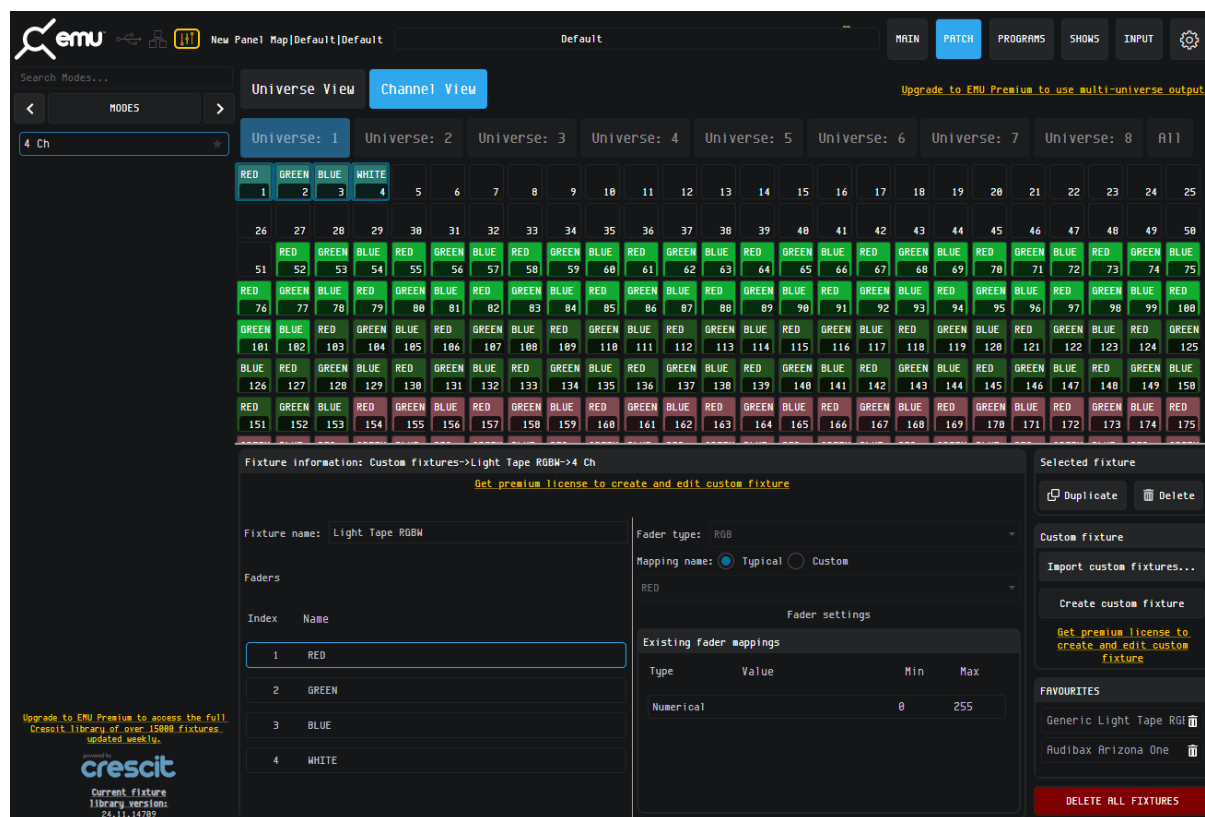 emu New Panel Map|Default|Default Default MAIN PATCH PROGRAMS SHOWS INPUT
Search Modes...
Universe View Channel View Upgrade to EMU Premium to use multi-universe output
< MODES >
4 Ch
Universe: 1 Universe: 2 Universe: 3 Universe: 4 Universe: 5 Universe: 6 Universe: 7 Universe: 8 All
RED GREEN BLUE WHITE
1 2 3 4 5 6 7 8 9 10 11 12 13 14 15 16 17 18 19 20 21 22 23 24 25
26 27 28 29 30 31 32 33 34 35 36 37 38 39 40 41 42 43 44 45 46 47 48 49 50
RED GREEN BLUE RED GREEN BLUE RED GREEN BLUE RED GREEN BLUE RED GREEN BLUE RED GREEN BLUE RED GREEN BLUE RED GREEN BLUE
51 52 53 54 55 56 57 58 59 60 61 62 63 64 65 66 67 68 69 70 71 72 73 74 75
RED GREEN BLUE RED GREEN BLUE RED GREEN BLUE RED GREEN BLUE RED GREEN BLUE RED GREEN BLUE RED GREEN BLUE RED GREEN BLUE RED
76 77 78 79 80 81 82 83 84 85 86 87 88 89 90 91 92 93 94 95 96 97 98 99 100
GREEN BLUE RED GREEN BLUE RED GREEN BLUE RED GREEN BLUE RED GREEN BLUE RED GREEN BLUE RED GREEN BLUE RED GREEN BLUE RED GREEN
101 102 103 104 105 106 107 108 109 110 111 112 113 114 115 116 117 118 119 120 121 122 123 124 125
BLUE RED GREEN BLUE RED GREEN BLUE RED GREEN BLUE RED GREEN BLUE RED GREEN BLUE RED GREEN BLUE RED GREEN BLUE RED GREEN BLUE
126 127 128 129 130 131 132 133 134 135 136 137 138 139 140 141 142 143 144 145 146 147 148 149 150
RED GREEN BLUE RED GREEN BLUE RED GREEN BLUE RED GREEN BLUE RED GREEN BLUE RED GREEN BLUE RED GREEN BLUE RED GREEN BLUE RED
151 152 153 154 155 156 157 158 159 160 161 162 163 164 165 166 167 168 169 170 171 172 173 174 175
Fixture information: Custom fixtures->Light Tape RGBW->4 Ch
Get premium license to create and edit custom fixture
Fixture name: Light Tape RGBW
Faders
Index Name
1 RED
2 GREEN
3 BLUE
4 WHITE
Fader type: RGB
Mapping name: Typical Custom
RED
Fader settings
Existing fader mappings
Type Value Min Max
Numerical 0 255
Selected fixture
Duplicate Delete
Custom fixture
Import custom fixtures...
Create custom fixture
Get premium license to
create and edit custom
fixture
FAVOURITES
Generic Light Tape RGB
Audibax Arizona One
DELETE ALL FIXTURES
Upgrade to EMU Premium to access the full
Crescit library of over 15000 fixtures
updated weekly.
powered by
crescit
Current fixture
library version:
24.11.14709